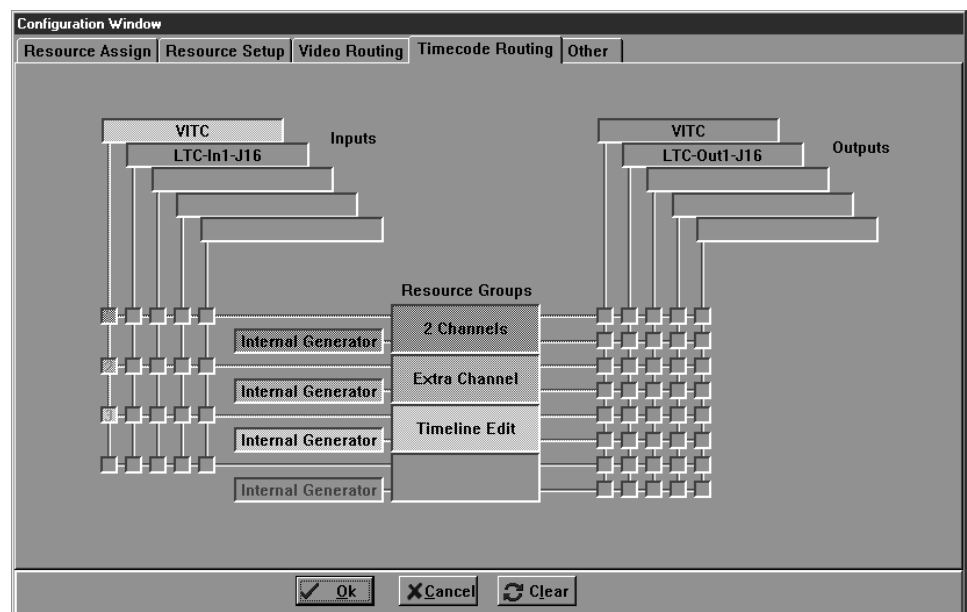 Configuration Window
Resource Assign Resource Setup Video Routing Timecode Routing Other
VITC
LTC-In1-J16
Inputs
VITC
LTC-Out1-J16
Outputs
Resource Groups
2 Channels
Internal Generator
2
Extra Channel
Internal Generator
3
Timeline Edit
Internal Generator
Internal Generator
Ok Cancel Clear